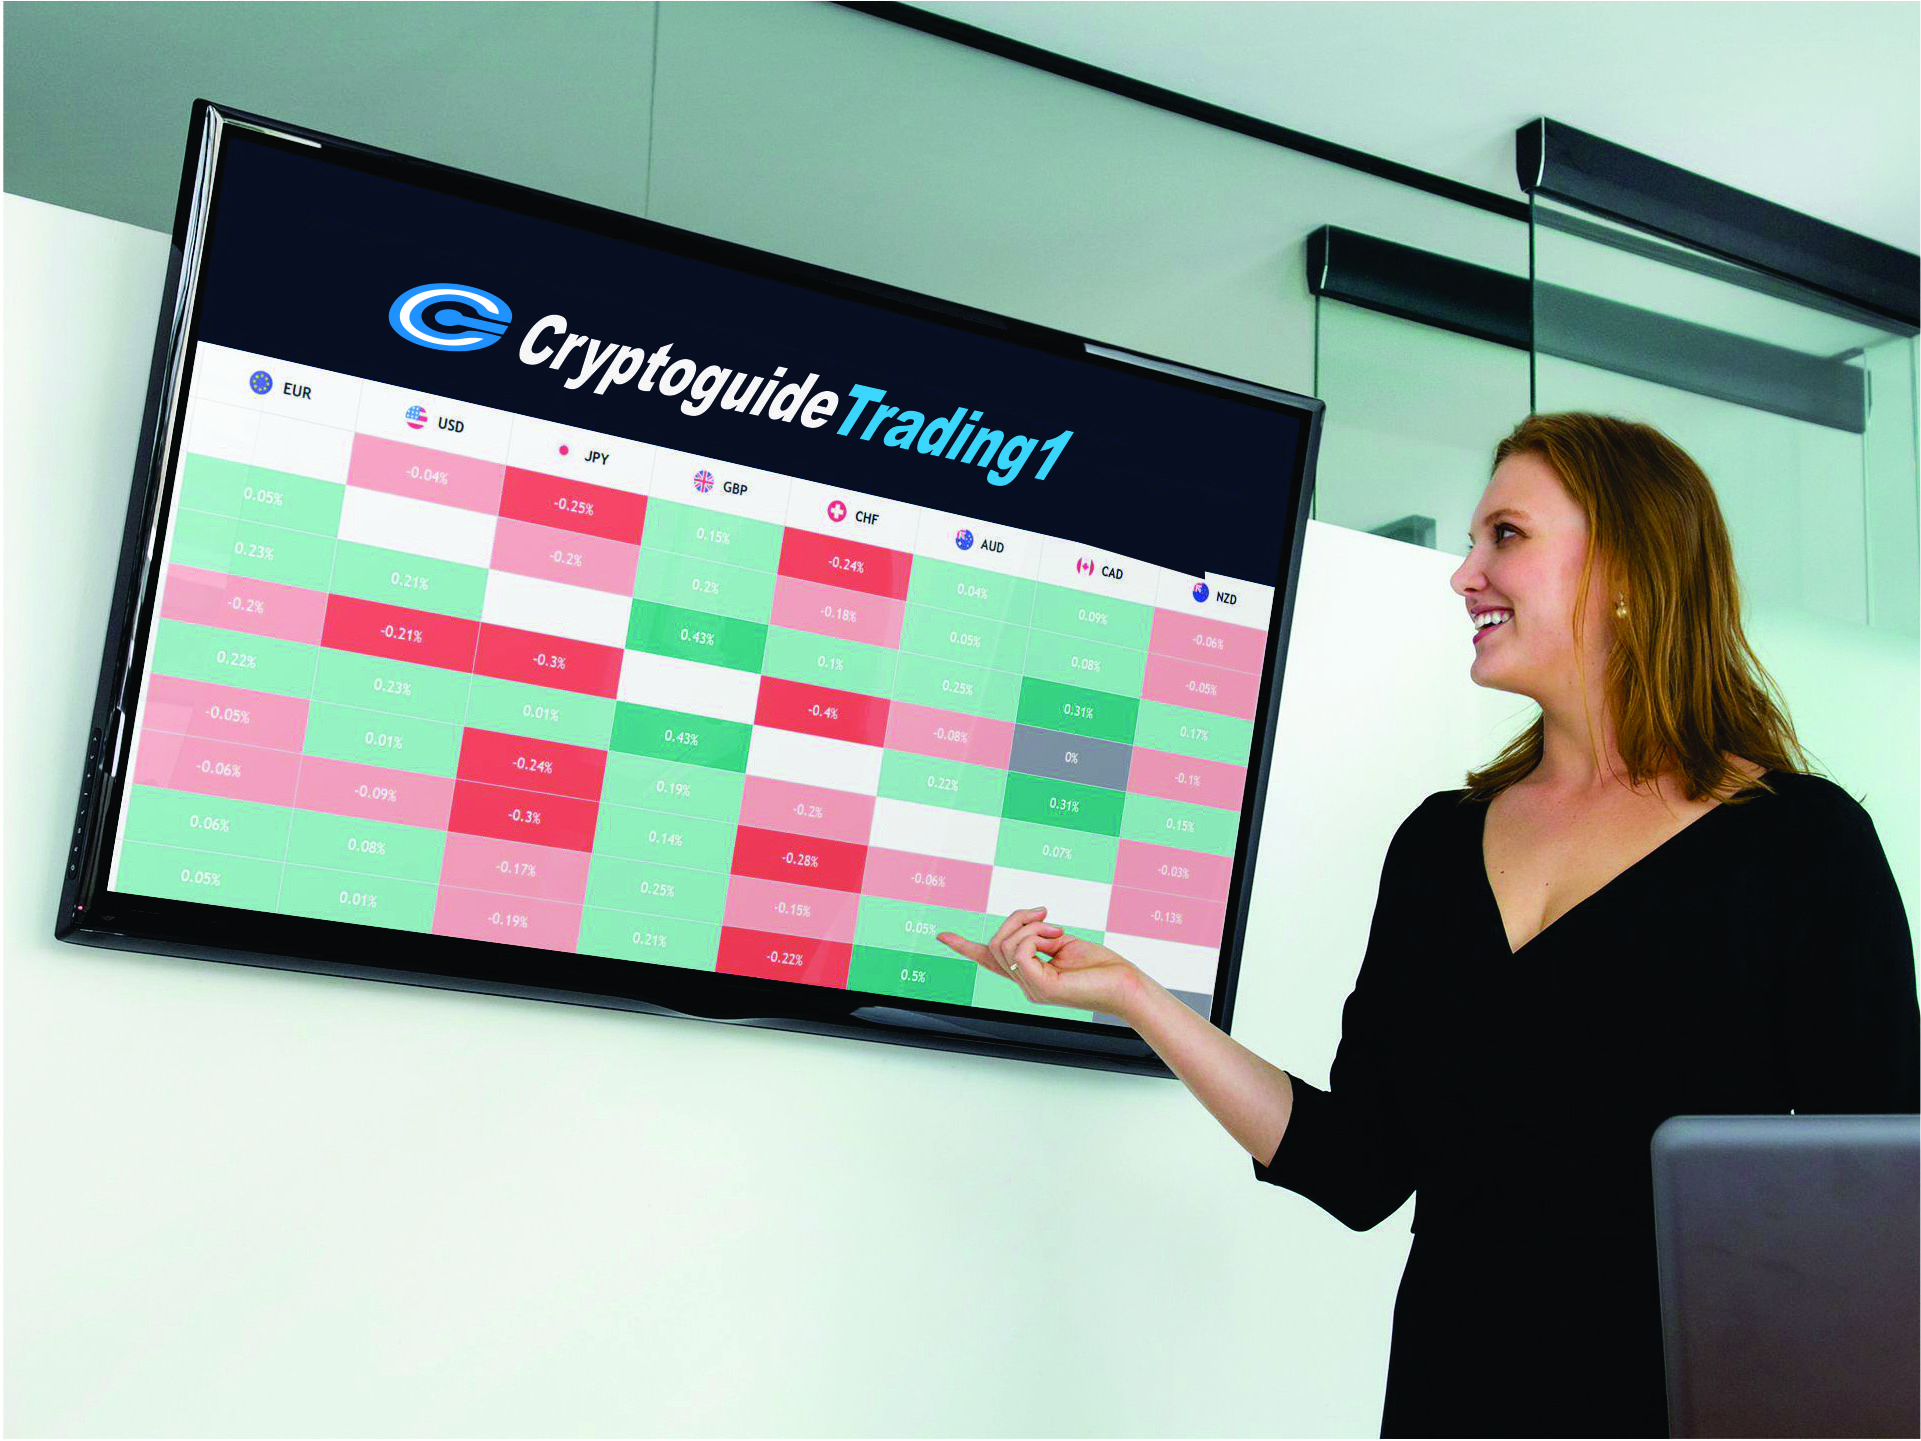 CryptoguideTrading1
EUR USD JPY GBP CHF AUD CAD NZD
-0.04% -0.25% 0.15% -0.24% 0.04% 0.09% -0.06%
0.05% -0.2% 0.2% -0.18% 0.05% 0.08% -0.05%
0.23% 0.21% 0.43% 0.1% 0.25% 0.31% 0.17%
-0.2% -0.21% -0.3% -0.4% -0.08% 0% -0.1%
0.22% 0.23% 0.01% 0.43% 0.22% 0.31% 0.15%
-0.05% 0.01% -0.24% 0.19% -0.2% 0.07% -0.03%
-0.06% -0.09% -0.3% 0.14% -0.28% -0.06% -0.13%
0.06% 0.08% -0.17% 0.25% -0.15% 0.05%
0.05% 0.01% -0.19% 0.21% -0.22% 0.5%